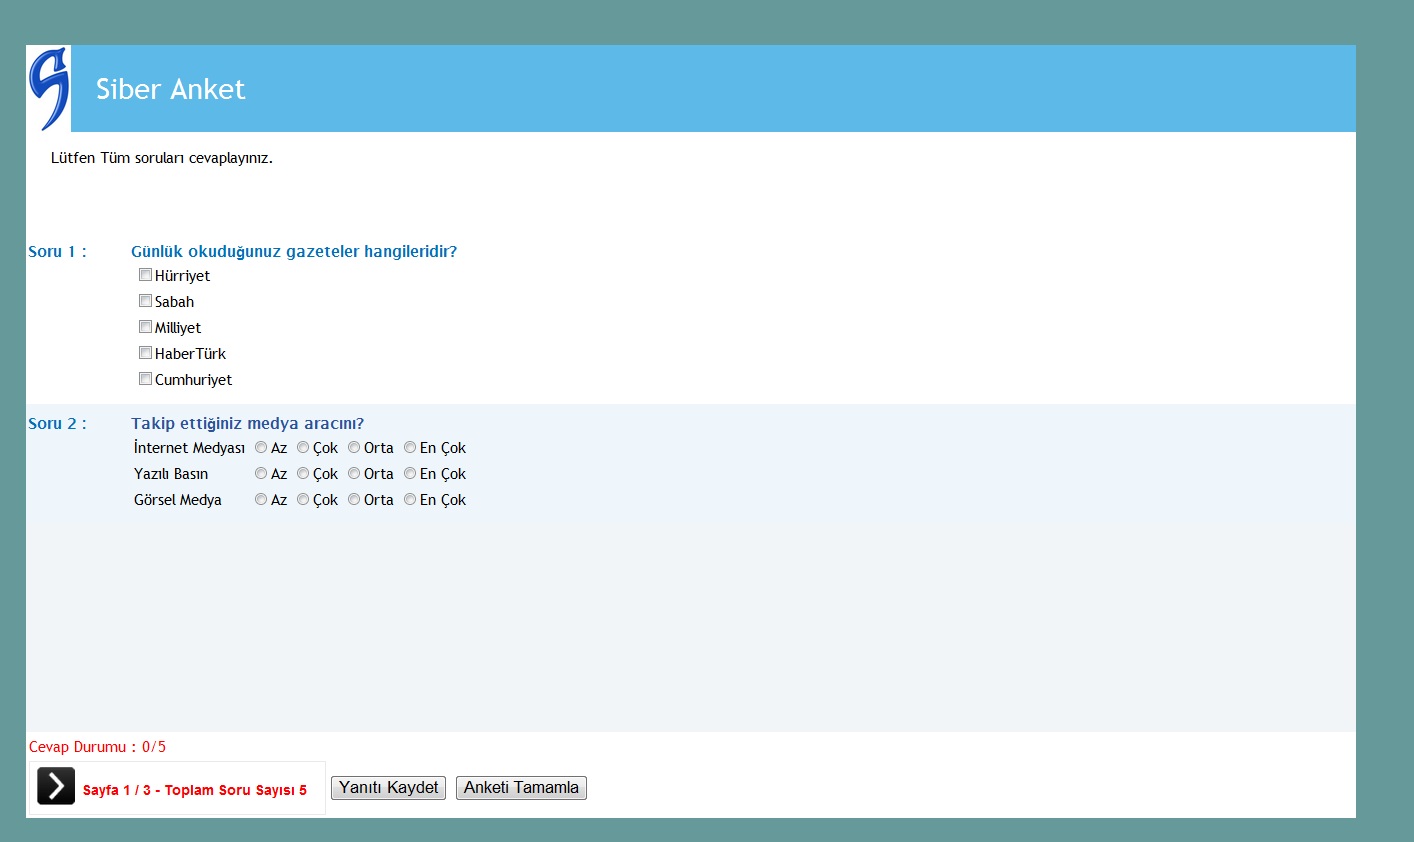 Siber Anket
Lütfen Tüm soruları cevaplayınız.
Soru 1 : Günlük okuduğunuz gazeteler hangileridir?
Hürriyet
Sabah
Milliyet
HaberTürk
Cumhuriyet
Soru 2 : Takip ettiğiniz medya aracını?
İnternet Medyası Az Çok Orta En Çok
Yazılı Basın Az Çok Orta En Çok
Görsel Medya Az Çok Orta En Çok
Cevap Durumu : 0/5
Sayfa 1 / 3 - Toplam Soru Sayısı 5 Yanıtı Kaydet Anketi Tamamla